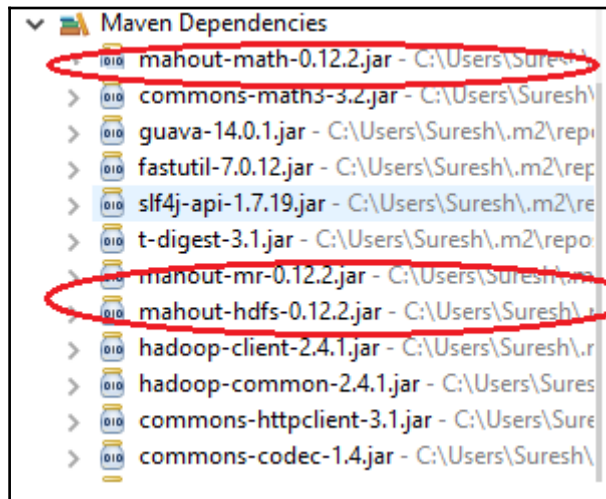 Maven Dependencies
mahout-math-0.12.2.jar - C:\Users\Suresh\
commons-math3-3.2.jar - C:\Users\Suresh\
guava-14.0.1.jar - C:\Users\Suresh\.m2\rep
fastutil-7.0.12.jar - C:\Users\Suresh\.m2\rep
slf4j-api-1.7.19.jar - C:\Users\Suresh\.m2\re
t-digest-3.1.jar - C:\Users\Suresh\.m2\repo
mahout-mr-0.12.2.jar - C:\Users\Suresh\.m
mahout-hdfs-0.12.2.jar - C:\Users\Suresh\.
hadoop-client-2.4.1.jar - C:\Users\Suresh\.r
hadoop-common-2.4.1.jar - C:\Users\Sures
commons-httpclient-3.1.jar - C:\Users\Sure
commons-codec-1.4.jar - C:\Users\Suresh\